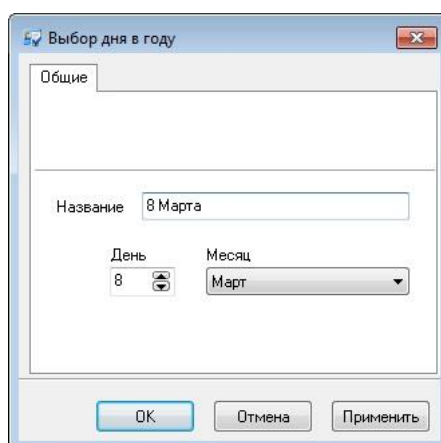 Выбор дня в году
Общие
Название 8 Марта
День Месяц
8 Март
OK Отмена Применить